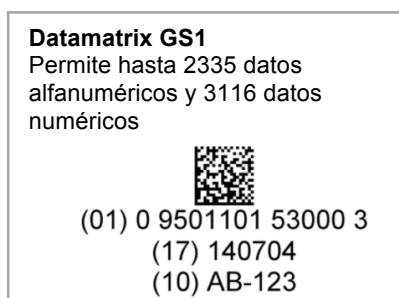 Datamatrix GS1
Permite hasta 2335 datos
alfanuméricos y 3116 datos
numéricos
(01) 0 9501101 53000 3
(17) 140704
(10) AB-123